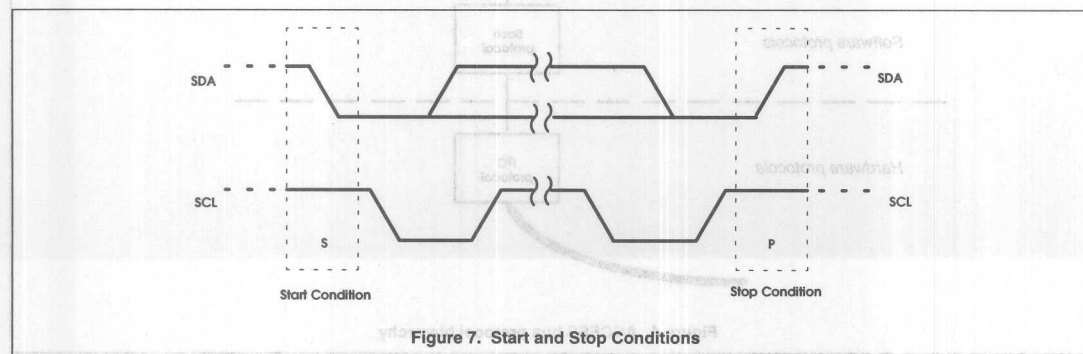 SDA
SDA
SCL
SCL
S
P
Start Condition
Stop Condition
Figure 7. Start and Stop Conditions